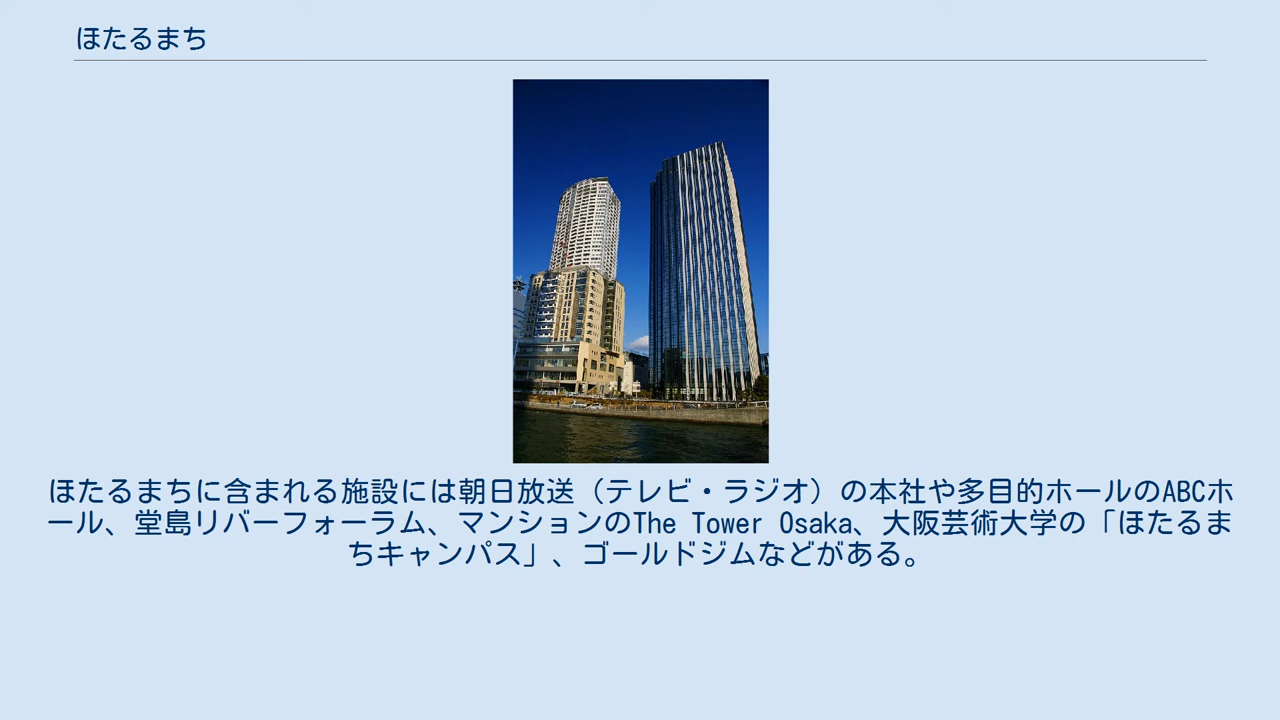 ほたるまち
ほたるまちに含まれる施設には朝日放送（テレビ・ラジオ）の本社や多目的ホールのABCホ
ール、堂島リバーフォーラム、マンションのThe Tower Osaka、大阪芸術大学の「ほたるま
ちキャンパス」、ゴールドジムなどがある。